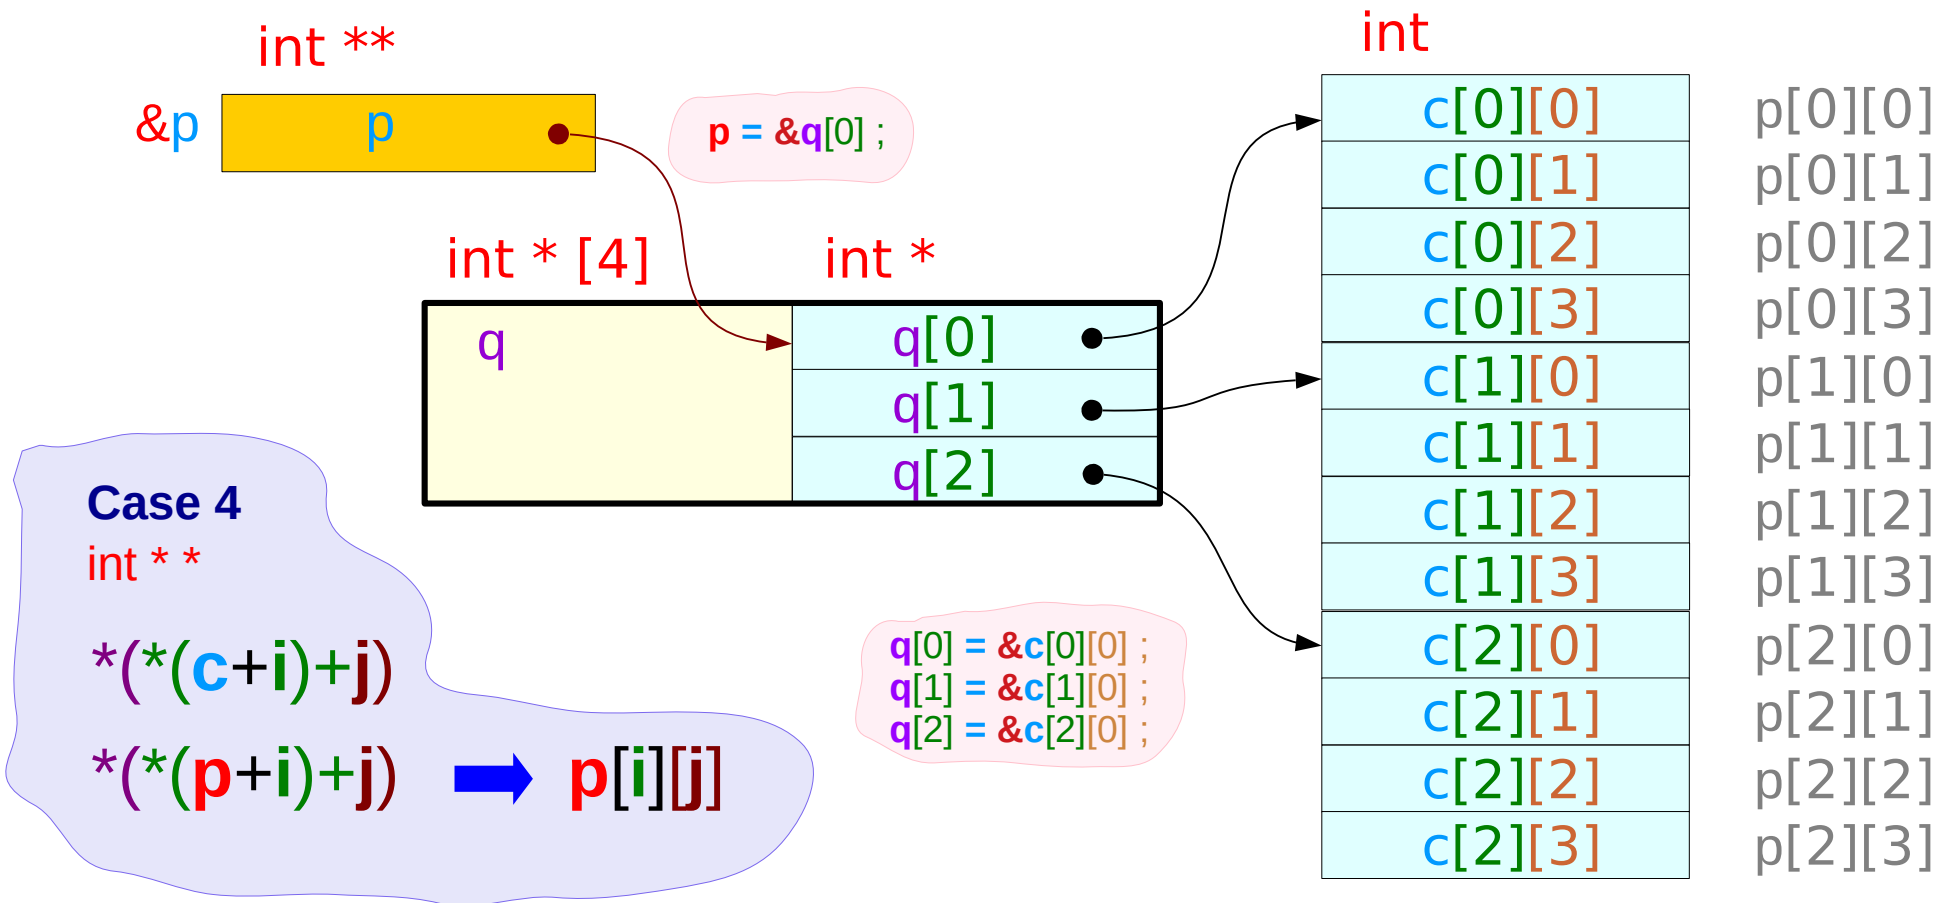 int **
&p
p
p = &q[0] ;
int * [4]
int *
q
q[0]
q[1]
q[2]
int
c[0][0] p[0][0]
c[0][1] p[0][1]
c[0][2] p[0][2]
c[0][3] p[0][3]
c[1][0] p[1][0]
c[1][1] p[1][1]
c[1][2] p[1][2]
c[1][3] p[1][3]
c[2][0] p[2][0]
c[2][1] p[2][1]
c[2][2] p[2][2]
c[2][3] p[2][3]
Case 4
int * *
*(*(c+i)+j)
*(*(p+i)+j) p[i][j]
q[0] = &c[0][0] ;
q[1] = &c[1][0] ;
q[2] = &c[2][0] ;